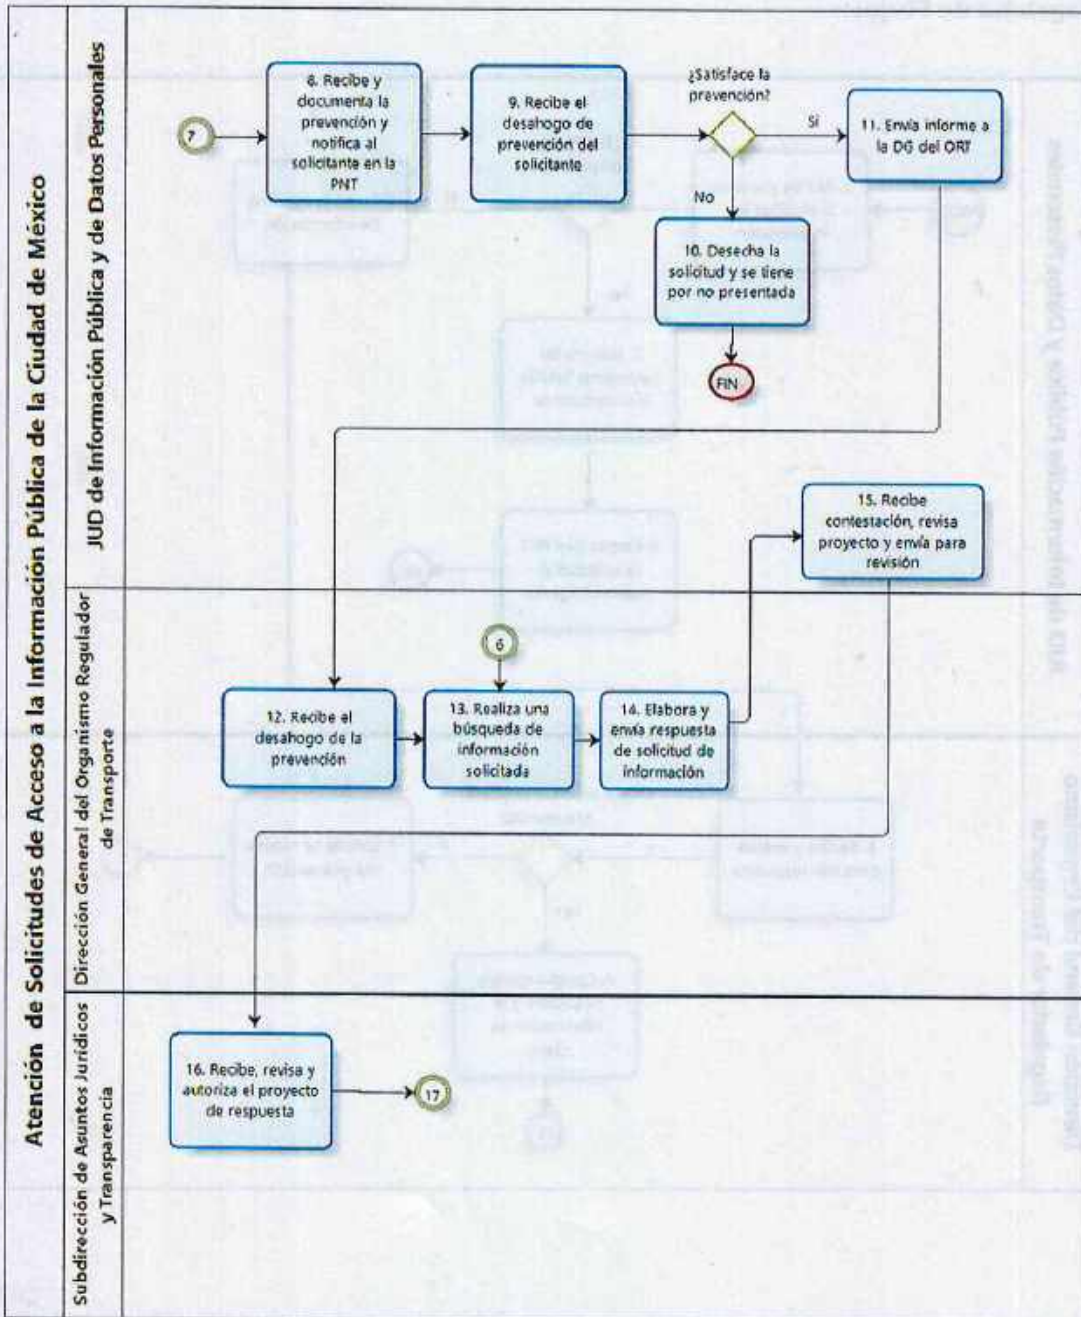 Atención de Solicitudes de Acceso a la Información Pública de la Ciudad de México
JUD de Información Pública y de Datos Personales
7
8. Recibe y
documenta la
prevención y
notifica al
solicitante en la
PNT
9. Recibe el
desahogo de
prevención del
solicitante
¿Satisface la
prevención?
Sí
11. Envía informe a
la DG del ORT
No
10. Desecha la
solicitud y se tiene
por no presentada
FIN
15. Recibe
contestación, revisa
proyecto y envía para
revisión
Dirección General del Organismo Regulador
de Transporte
6
12. Recibe el
desahogo de la
prevención
13. Realiza una
búsqueda de
información
solicitada
14. Elabora y
envía respuesta
de solicitud de
información
Subdirección de Asuntos Jurídicos
y Transparencia
16. Recibe, revisa y
autoriza el proyecto
de respuesta
17